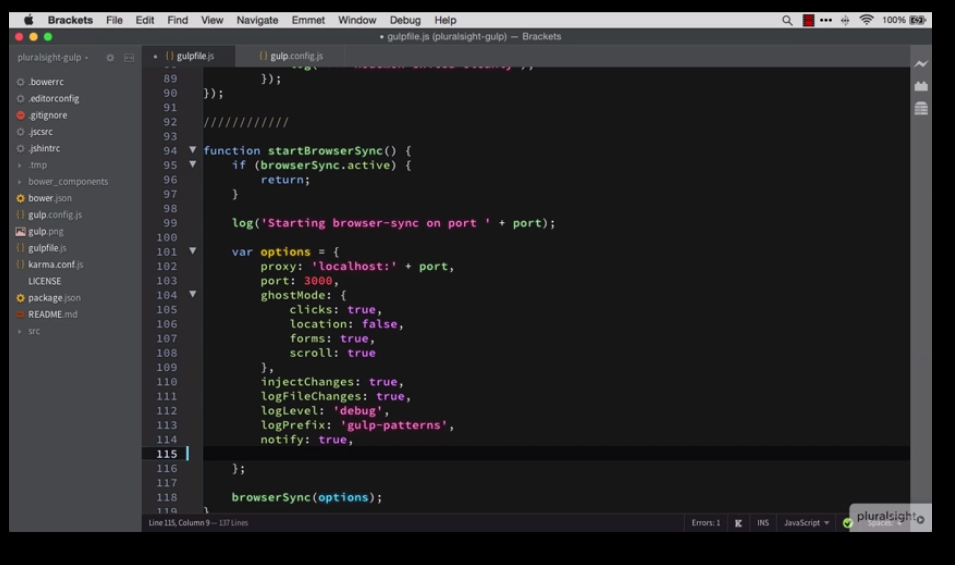 Brackets File Edit Find View Navigate Emmet Window Debug Help 100%
• gulpfile.js (pluralsight-gulp) — Brackets
pluralsight-gulp
gulpfile.js gulp.config.js
.bowerrc
.editorconfig
.gitignore
.jscsrc
.jshintrc
.tmp
bower_components
bower.json
gulp.config.js
gulp.png
gulpfile.js
karma.conf.js
LICENSE
package.json
README.md
src
89 });
90 });
91
92 ////////////
93
94 function startBrowserSync() {
95 if (browserSync.active) {
96 return;
97 }
98
99 log('Starting browser-sync on port ' + port);
100
101 var options = {
102 proxy: 'localhost:' + port,
103 port: 3000,
104 ghostMode: {
105 clicks: true,
106 location: false,
107 forms: true,
108 scroll: true
109 },
110 injectChanges: true,
111 logFileChanges: true,
112 logLevel: 'debug',
113 logPrefix: 'gulp-patterns',
114 notify: true,
115
116 };
117
118 browserSync(options);
119 }
Line 115, Column 9 — 137 Lines
Errors: 1 INS JavaScript
pluralsight